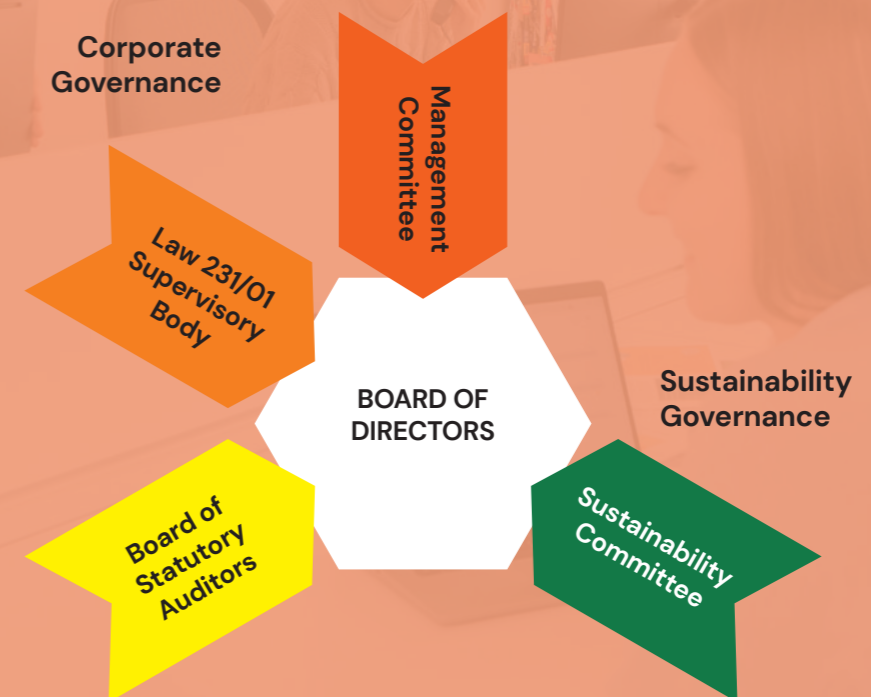 Corporate
Governance
Management
Committee
Law 231/01
Supervisory
Body
BOARD OF
DIRECTORS
Sustainability
Governance
Board of
Statutory
Auditors
Sustainability
Committee